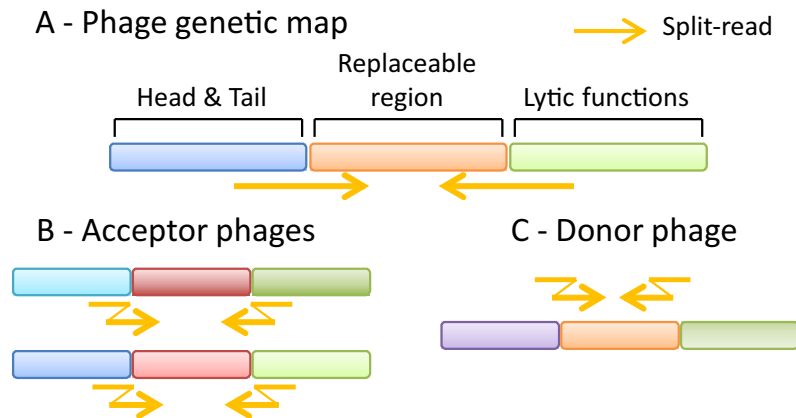 A - Phage genetic map
Split-read
Replaceable
region
Head & Tail
Lytic functions
B - Acceptor phages
C - Donor phage